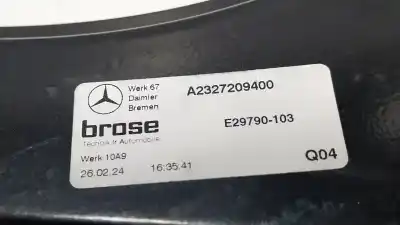 Werk 67
Daimler
Bremen
A2327209400
brose
Technik für Automobile
E29790-103
Werk 10A9
26.02.24
16:35:41
Q04